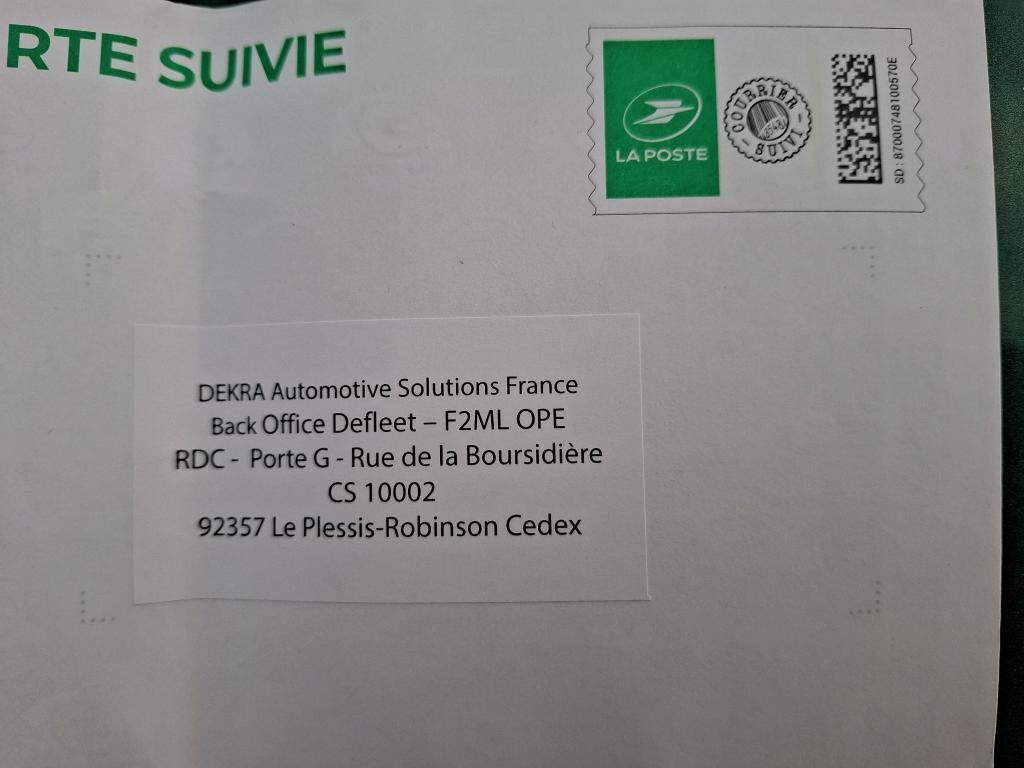 RTE SUIVIE
LA POSTE
COURRIER
SUIVI
SD : 87000748100570E
DEKRA Automotive Solutions France
Back Office Defleet – F2ML OPE
RDC - Porte G - Rue de la Boursidière
CS 10002
92357 Le Plessis-Robinson Cedex